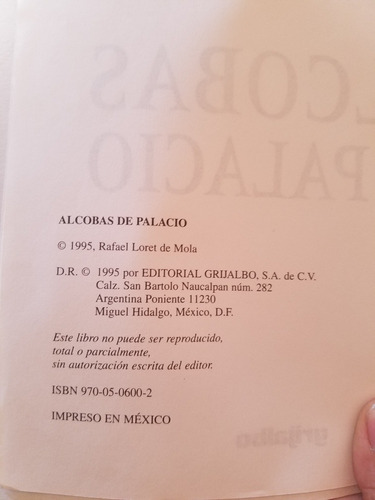 ALCOBAS DE PALACIO
© 1995, Rafael Loret de Mola
D.R. © 1995 por EDITORIAL GRIJALBO, S.A. de C.V.
Calz. San Bartolo Naucalpan núm. 282
Argentina Poniente 11230
Miguel Hidalgo, México, D.F.
Este libro no puede ser reproducido,
total o parcialmente,
sin autorización escrita del editor.
ISBN 970-05-0600-2
IMPRESO EN MÉXICO